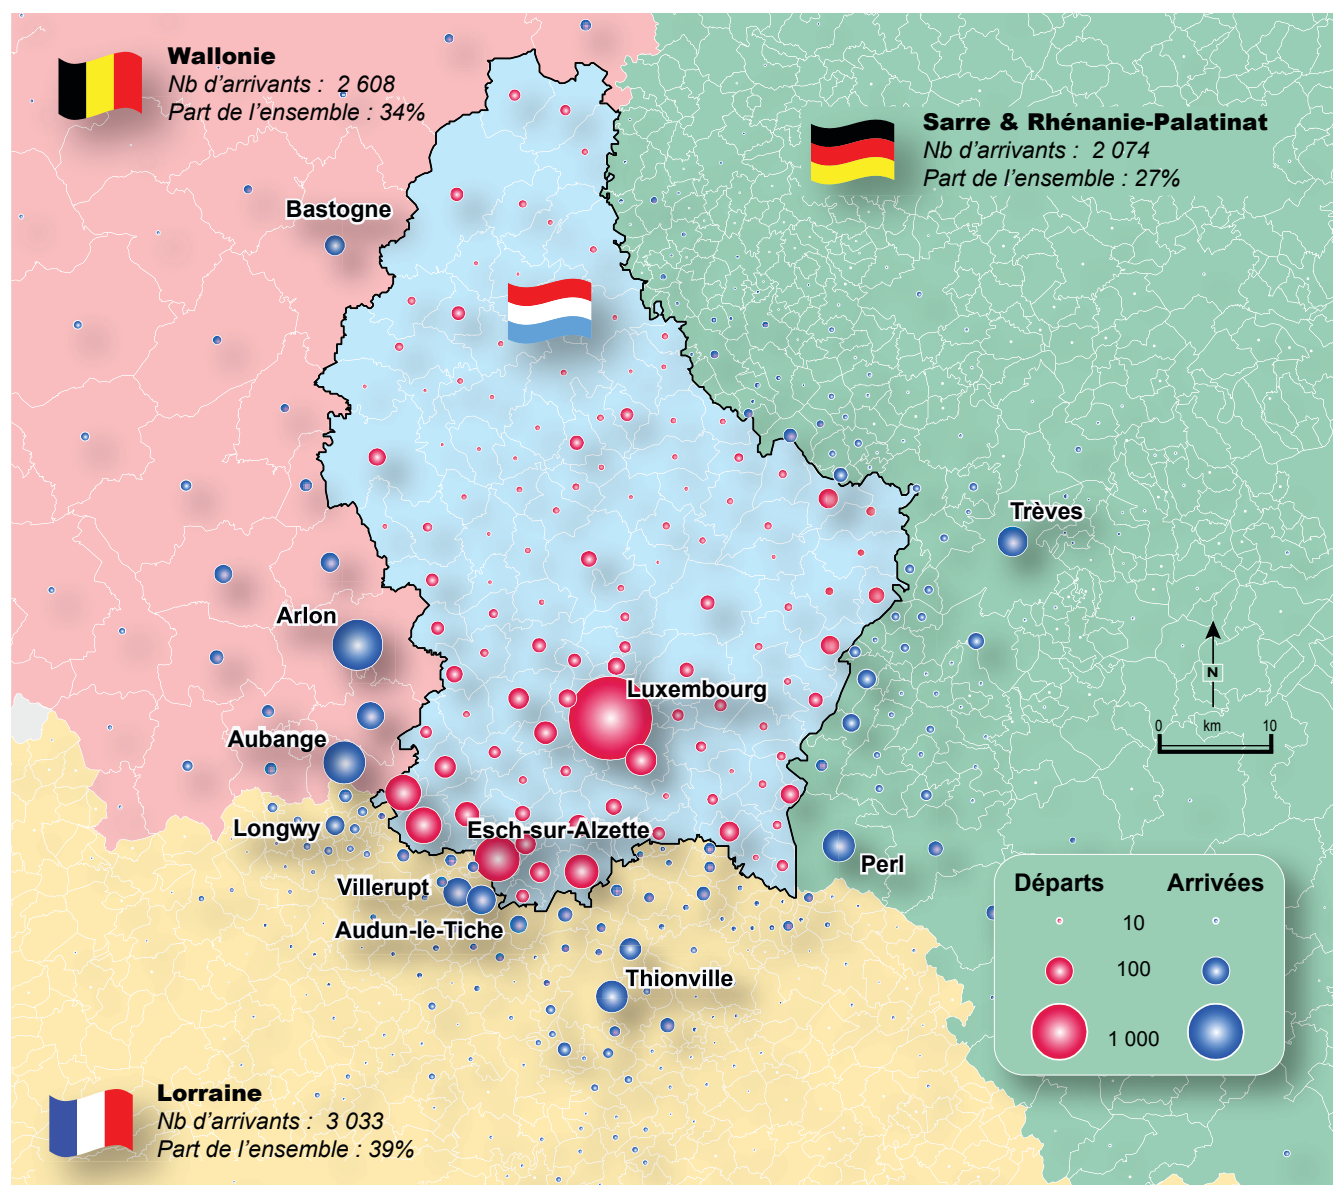 Wallonie
Nb d'arrivants : 2 608
Part de l'ensemble : 34%
Sarre & Rhénanie-Palatinat
Nb d'arrivants : 2 074
Part de l'ensemble : 27%
Bastogne
Trèves
Arlon
Luxembourg
N
0 km 10
Aubange
Longwy
Esch-sur-Alzette
Perl
Villerupt
Audun-le-Tiche
Thionville
Départs Arrivées
10
100
1 000
Lorraine
Nb d'arrivants : 3 033
Part de l'ensemble : 39%